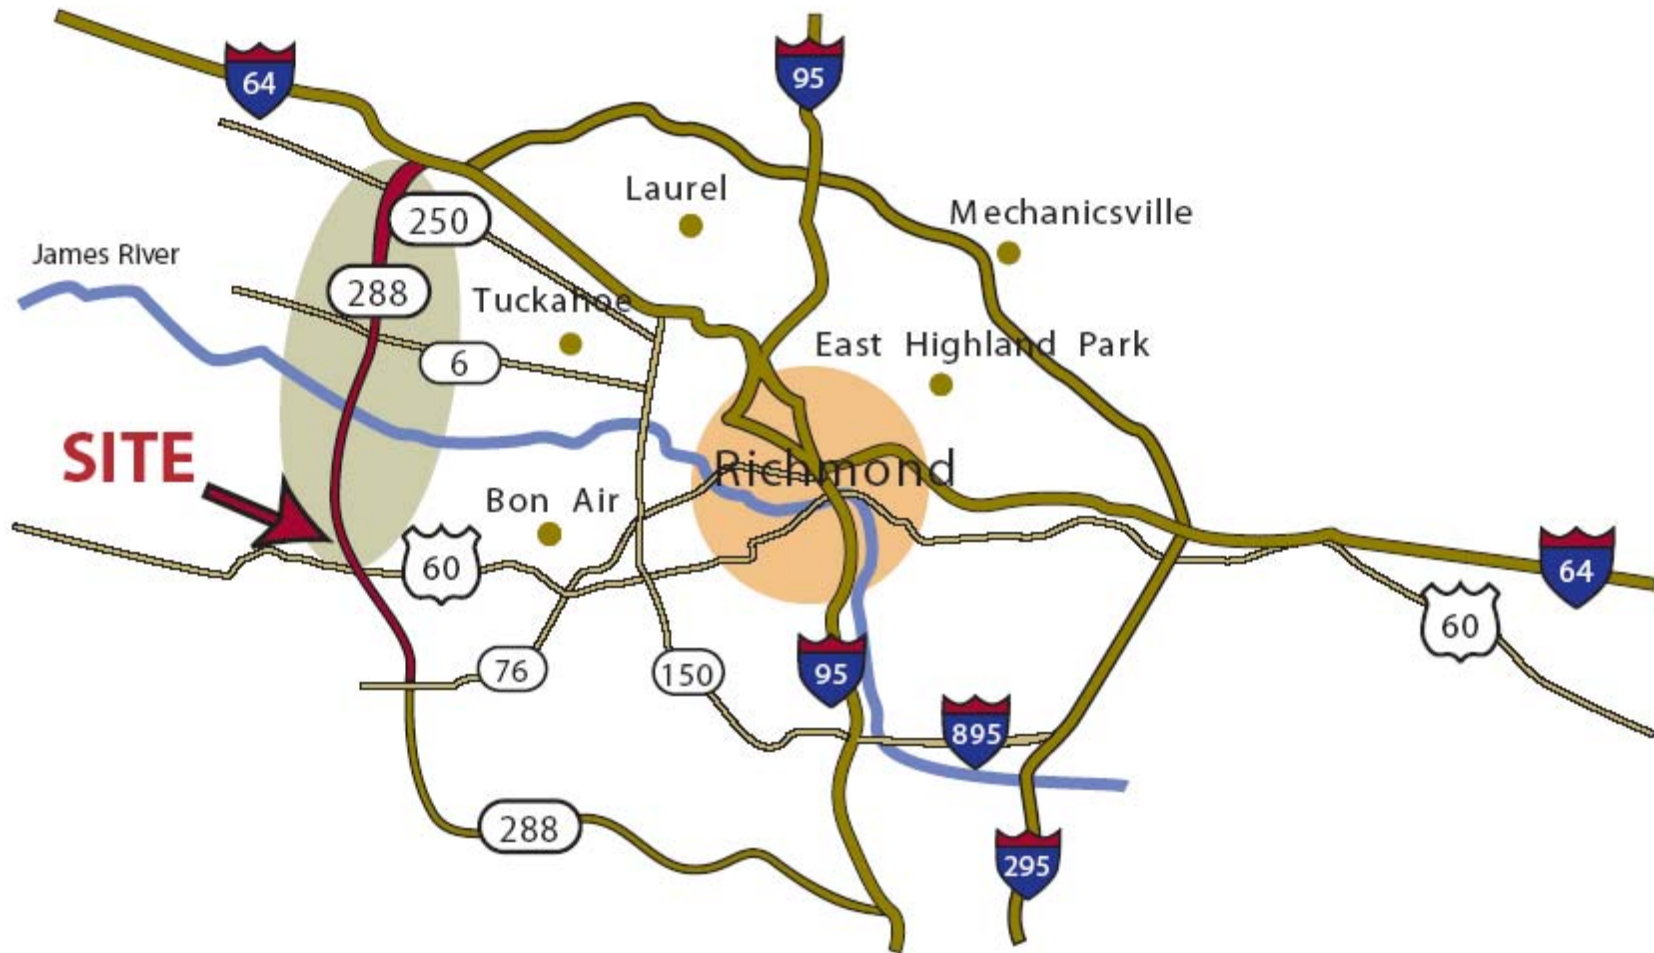 64
95
Laurel
250
Mechanicsville
James River
288
Tuckahoe
East Highland Park
6
SITE
Richmond
Bon Air
60
64
60
76
150
95
895
288
295